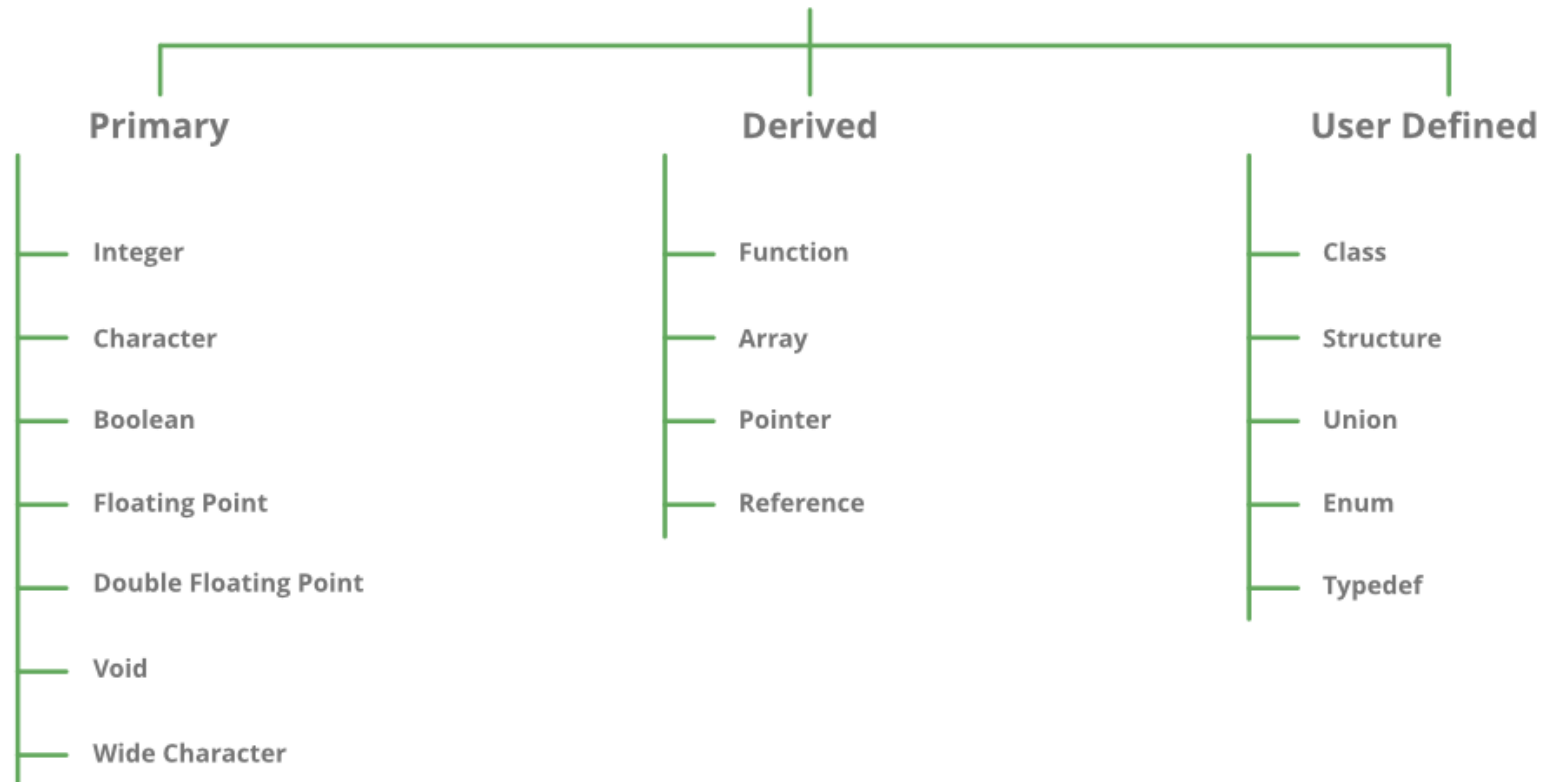 Primary
Integer
Character
Boolean
Floating Point
Double Floating Point
Void
Wide Character
Derived
Function
Array
Pointer
Reference
User Defined
Class
Structure
Union
Enum
Typedef